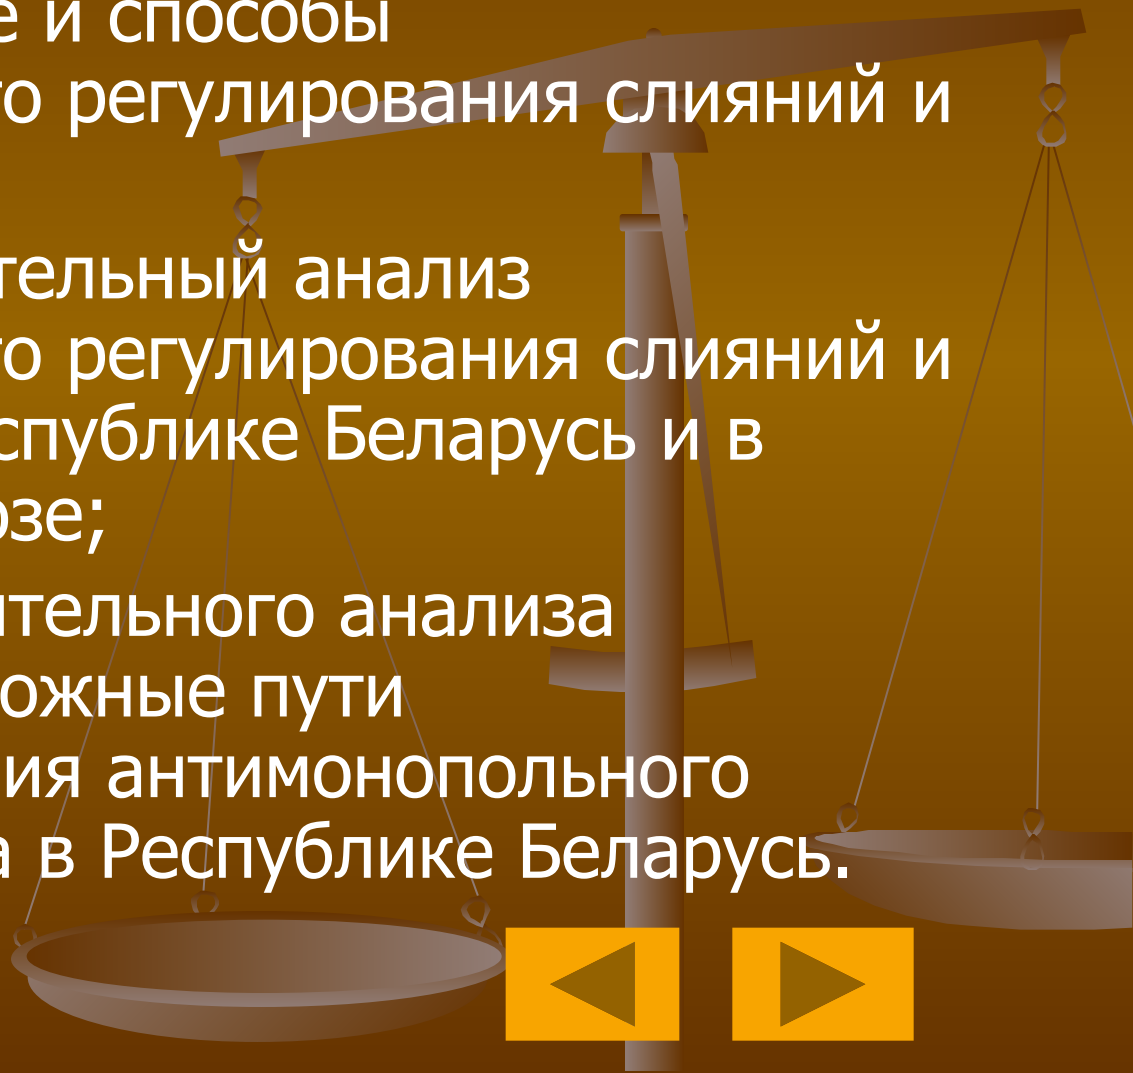 е и способы
го регулирования слияний и
тельный анализ
го регулирования слияний и
спублике Беларусь и в
озе;
ительного анализа
ожные пути
ия антимонопольного
а в Республике Беларусь.